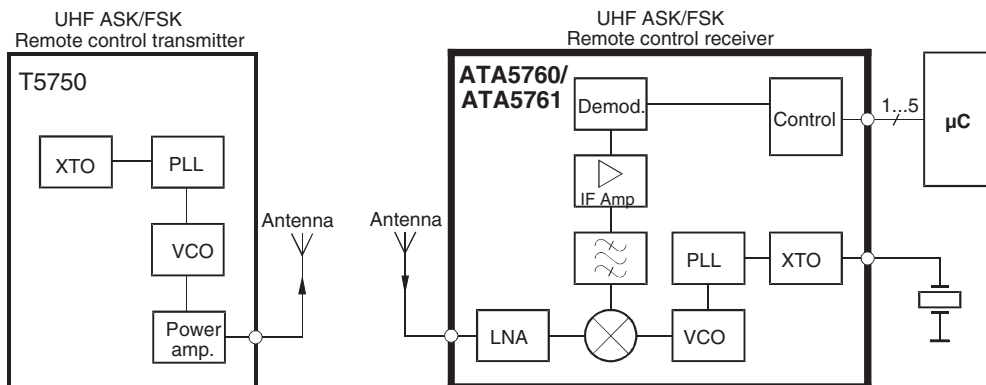 UHF ASK/FSK
Remote control transmitter
T5750
XTO
PLL
VCO
Power
amp.
Antenna
UHF ASK/FSK
Remote control receiver
ATA5760/
ATA5761
Demod.
Control
1...5
µC
IF Amp
Antenna
PLL
XTO
LNA
VCO